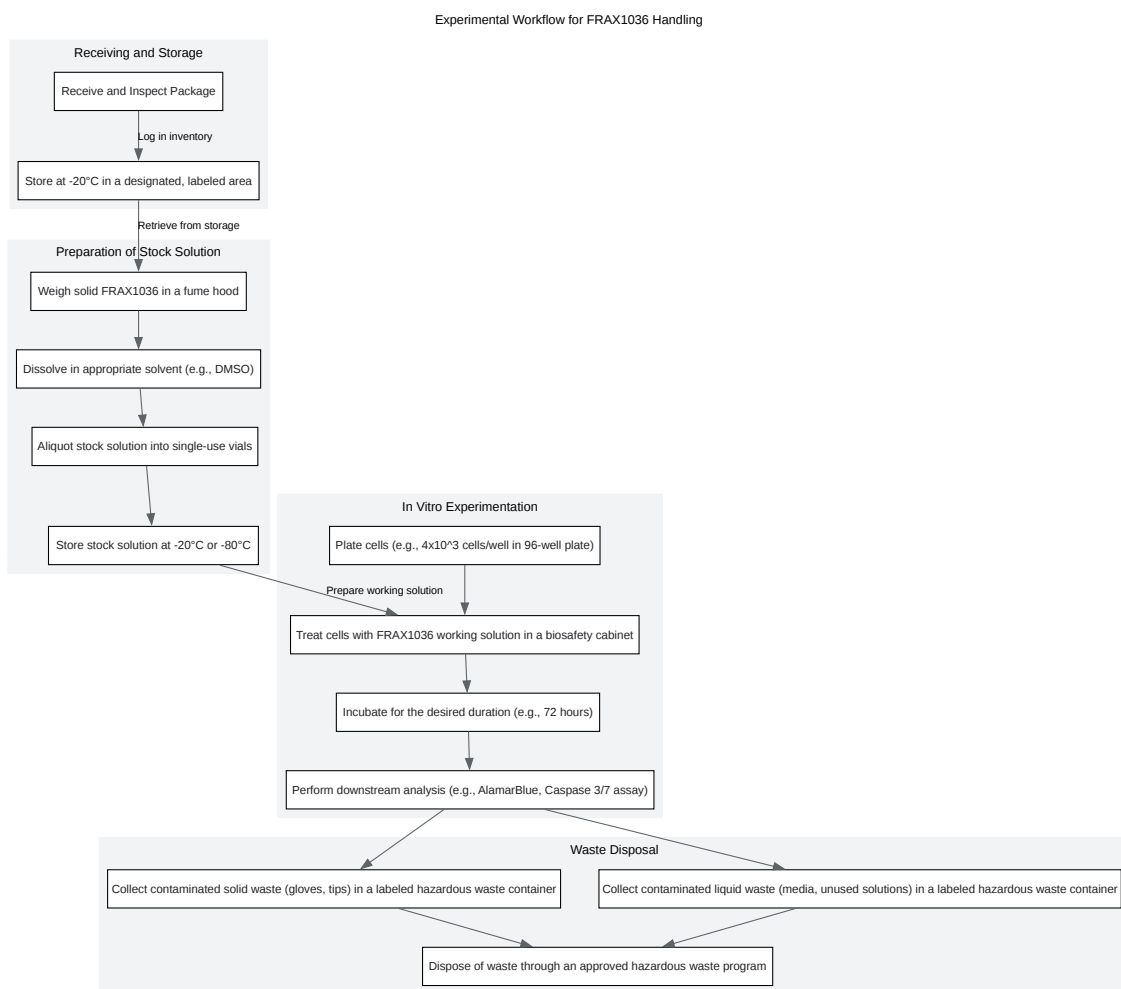 Experimental Workflow for FRAX1036 Handling
Receiving and Storage
Receive and Inspect Package
Log in inventory
Store at -20°C in a designated, labeled area
Retrieve from storage
Preparation of Stock Solution
Weigh solid FRAX1036 in a fume hood
Dissolve in appropriate solvent (e.g., DMSO)
Aliquot stock solution into single-use vials
Store stock solution at -20°C or -80°C
In Vitro Experimentation
Plate cells (e.g., 4x10^3 cells/well in 96-well plate)
Prepare working solution
Treat cells with FRAX1036 working solution in a biosafety cabinet
Incubate for the desired duration (e.g., 72 hours)
Perform downstream analysis (e.g., AlamarBlue, Caspase 3/7 assay)
Waste Disposal
Collect contaminated solid waste (gloves, tips) in a labeled hazardous waste container
Collect contaminated liquid waste (media, unused solutions) in a labeled hazardous waste container
Dispose of waste through an approved hazardous waste program